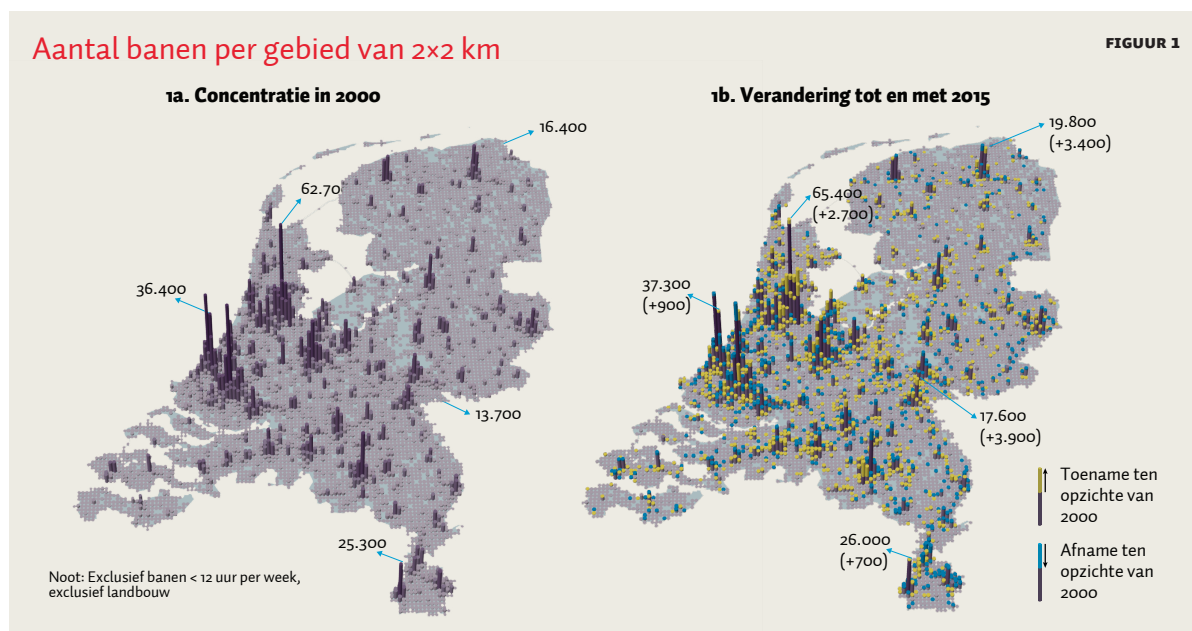 Aantal banen per gebied van 2×2 km
FIGUUR 1
1a. Concentratie in 2000
16.400
62.70
36.400
13.700
25.300
Noot: Exclusief banen < 12 uur per week,
exclusief landbouw
1b. Verandering tot en met 2015
19.800
(+3.400)
65.400
(+2.700)
37.300
(+900)
17.600
(+3.900)
26.000
(+700)
Toename ten
opzichte van
2000
Afname ten
opzichte van
2000